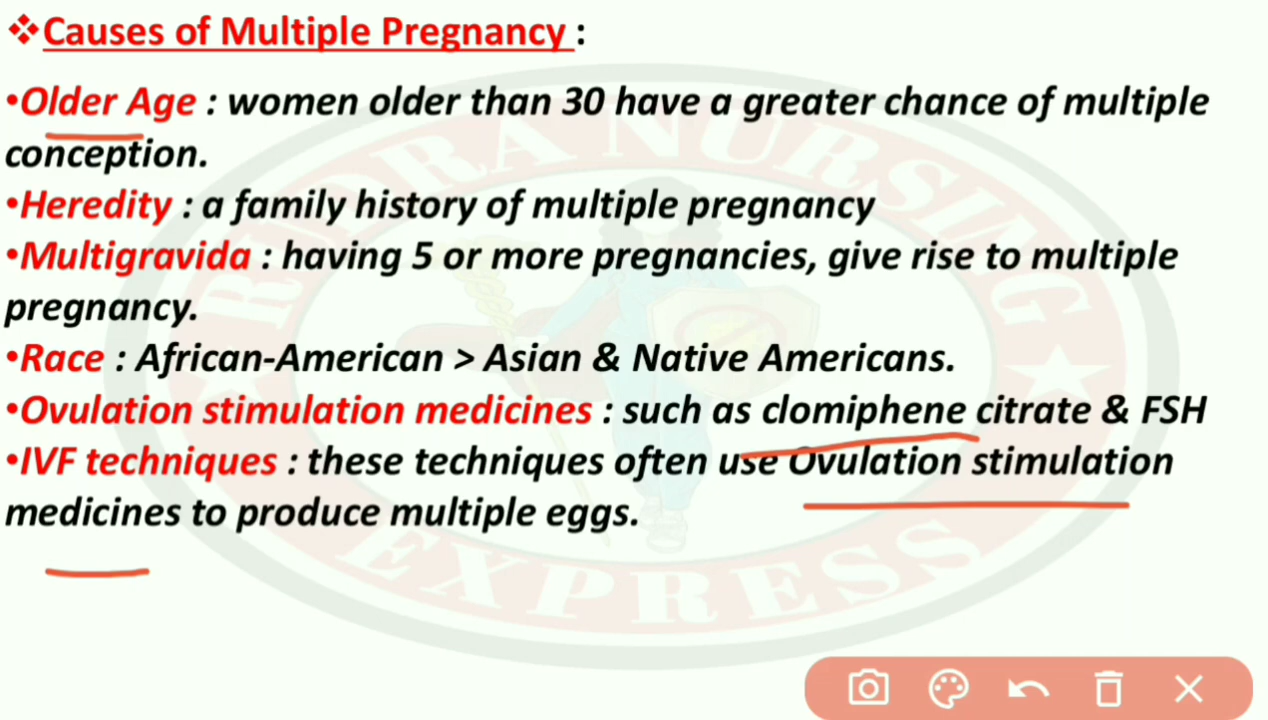 ❖Causes of Multiple Pregnancy :
•Older Age : women older than 30 have a greater chance of multiple
conception.
•Heredity : a family history of multiple pregnancy
•Multigravida : having 5 or more pregnancies, give rise to multiple
pregnancy.
•Race : African-American > Asian & Native Americans.
•Ovulation stimulation medicines : such as clomiphene citrate & FSH
•IVF techniques : these techniques often use Ovulation stimulation
medicines to produce multiple eggs.
RUDRA NURSING
EXPRESS